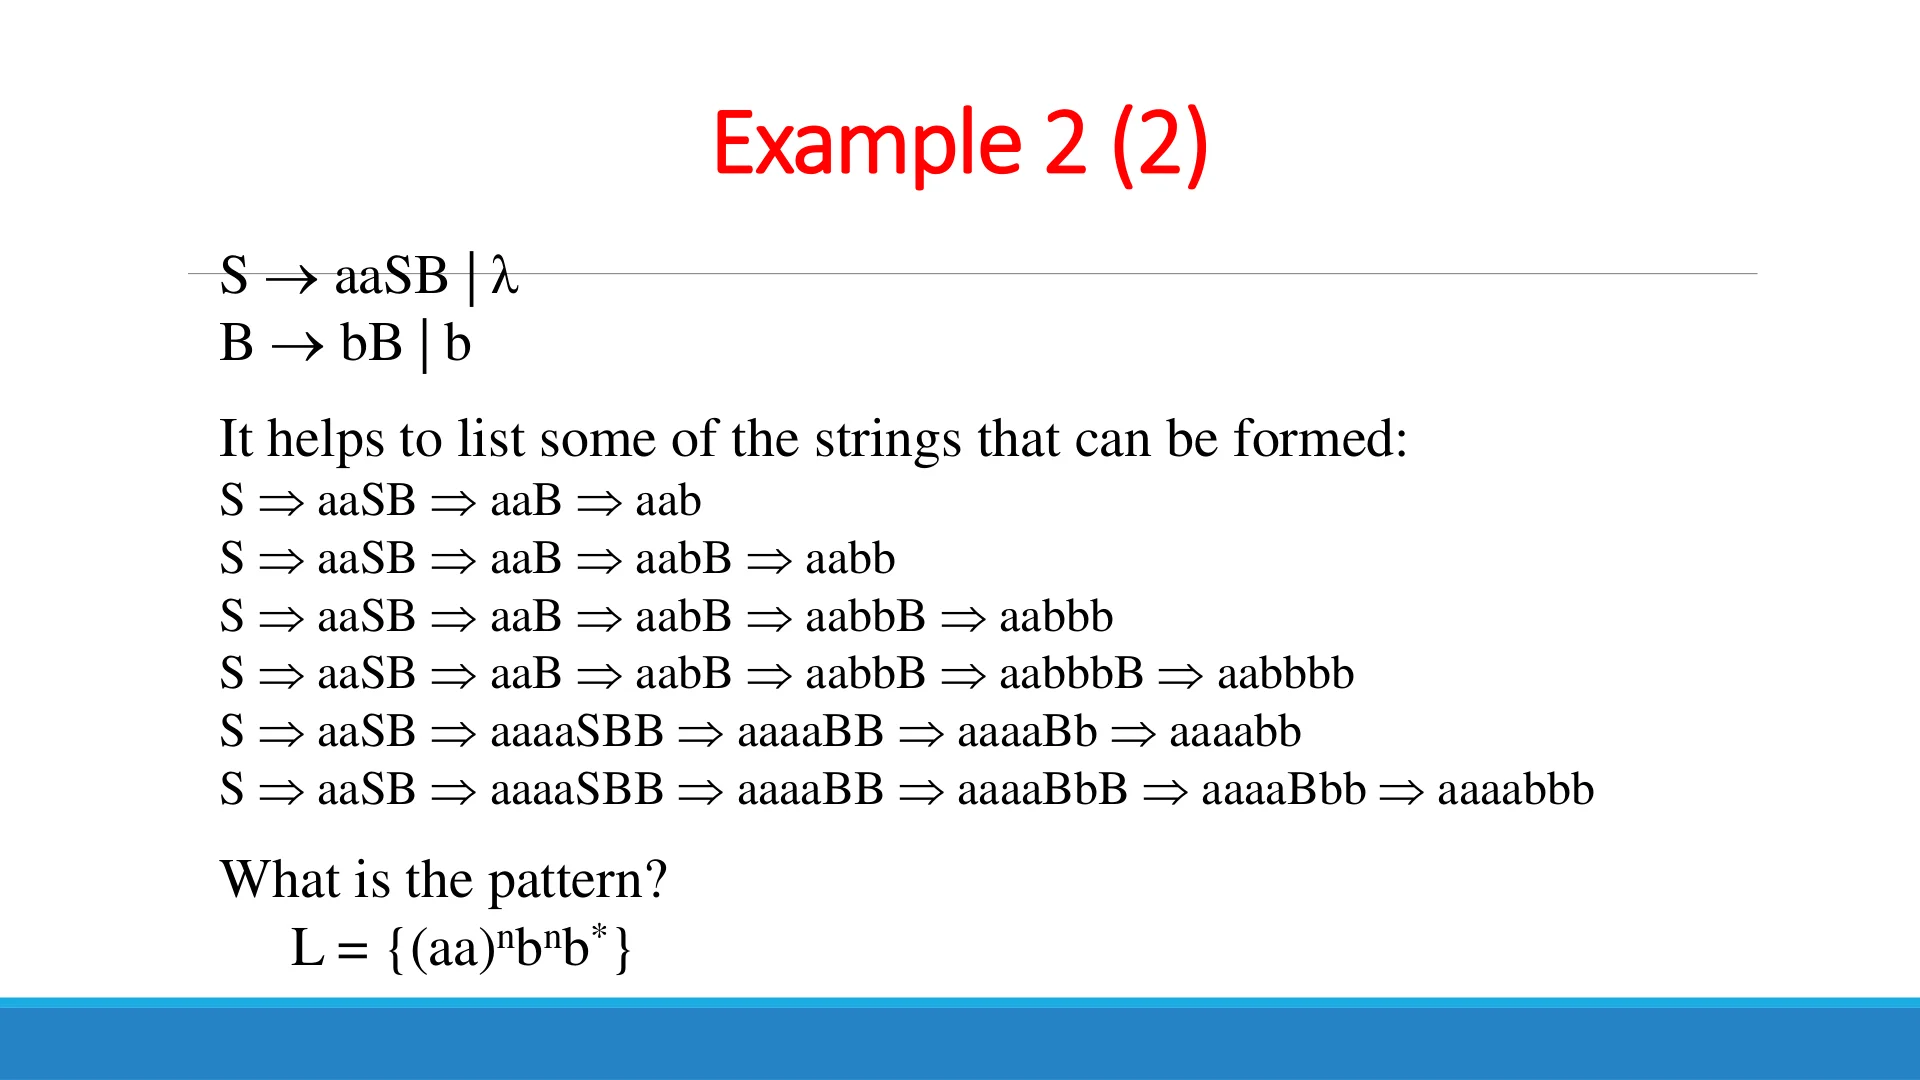 Example 2 (2)
S → aaSB | λ
B → bB | b
It helps to list some of the strings that can be formed:
S ⇒ aaSB ⇒ aaB ⇒ aab
S ⇒ aaSB ⇒ aaB ⇒ aabB ⇒ aabb
S ⇒ aaSB ⇒ aaB ⇒ aabB ⇒ aabbB ⇒ aabbb
S ⇒ aaSB ⇒ aaB ⇒ aabB ⇒ aabbB ⇒ aabbbB ⇒ aabbbb
S ⇒ aaSB ⇒ aaaaSBB ⇒ aaaaBB ⇒ aaaaBb ⇒ aaaabb
S ⇒ aaSB ⇒ aaaaSBB ⇒ aaaaBB ⇒ aaaaBbB ⇒ aaaaBbb ⇒ aaaabbb
What is the pattern?
L = {(aa)ⁿbⁿb*}